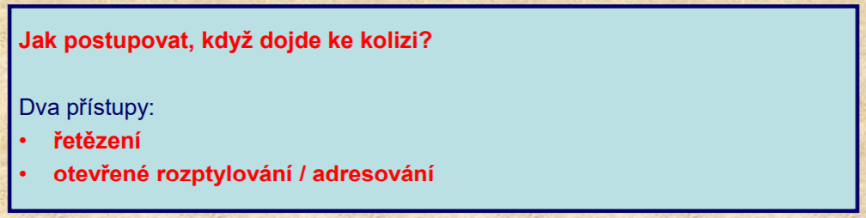 Jak postupovat, když dojde ke kolizi?
Dva přístupy:
• řetězení
• otevřené rozptylování / adresování